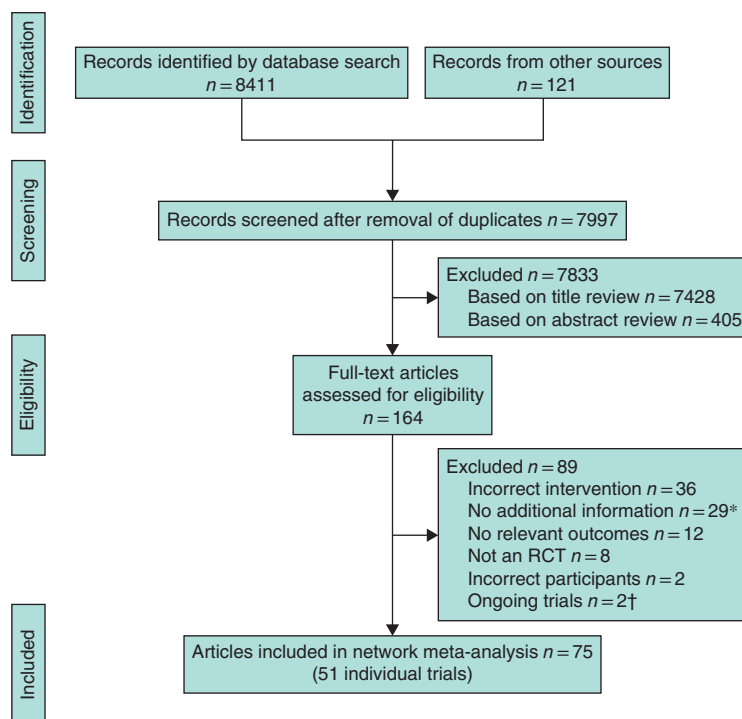 Identification
Records identified by database search
n = 8411
Records from other sources
n = 121
Screening
Records screened after removal of duplicates n = 7997
Excluded n = 7833
Based on title review n = 7428
Based on abstract review n = 405
Eligibility
Full-text articles
assessed for eligibility
n = 164
Excluded n = 89
Incorrect intervention n = 36
No additional information n = 29*
No relevant outcomes n = 12
Not an RCT n = 8
Incorrect participants n = 2
Ongoing trials n = 2†
Included
Articles included in network meta-analysis n = 75
(51 individual trials)